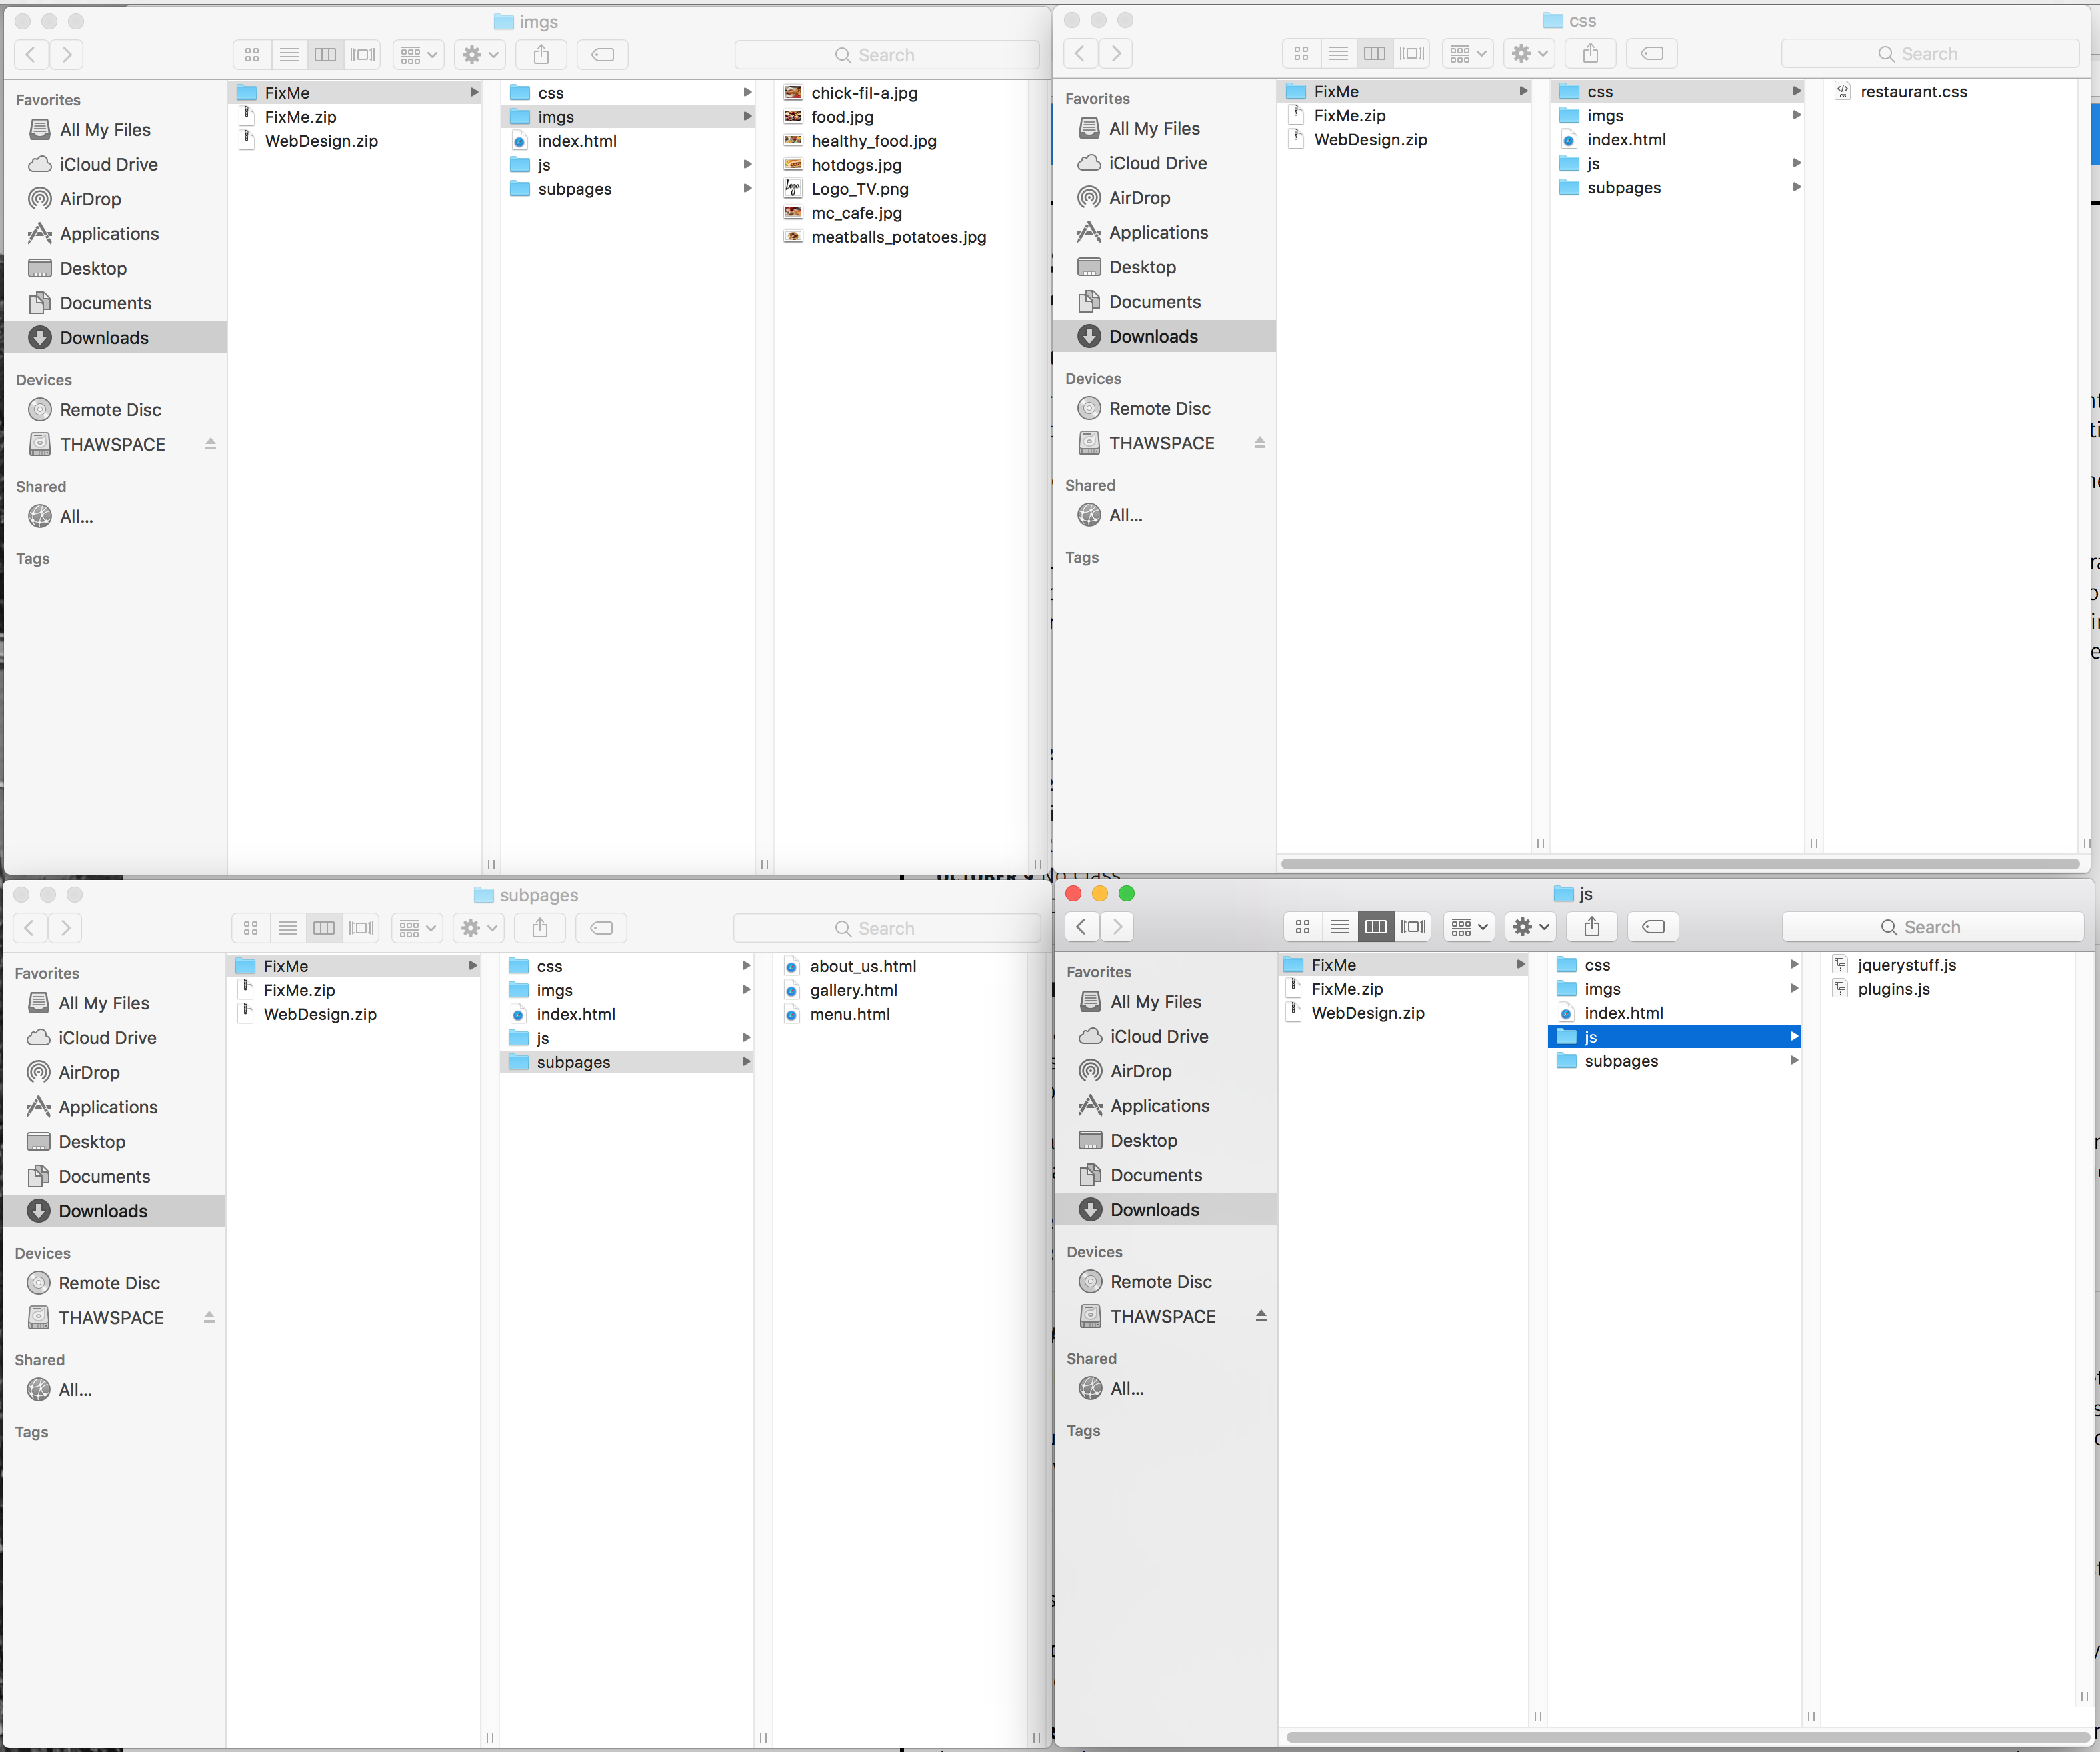 imgs
Search
Favorites
All My Files
iCloud Drive
AirDrop
Applications
Desktop
Documents
Downloads
Devices
Remote Disc
THAWSPACE
Shared
All...
Tags
FixMe
FixMe.zip
WebDesign.zip
css
imgs
index.html
js
subpages
chick-fil-a.jpg
food.jpg
healthy_food.jpg
hotdogs.jpg
Logo_TV.png
mc_cafe.jpg
meatballs_potatoes.jpg
css
Search
Favorites
All My Files
iCloud Drive
AirDrop
Applications
Desktop
Documents
Downloads
Devices
Remote Disc
THAWSPACE
Shared
All...
Tags
FixMe
FixMe.zip
WebDesign.zip
css
imgs
index.html
js
subpages
restaurant.css
OCTOBER 9 No Class
subpages
Search
Favorites
All My Files
iCloud Drive
AirDrop
Applications
Desktop
Documents
Downloads
Devices
Remote Disc
THAWSPACE
Shared
All...
Tags
FixMe
FixMe.zip
WebDesign.zip
css
imgs
index.html
js
subpages
about_us.html
gallery.html
menu.html
js
Search
Favorites
All My Files
iCloud Drive
AirDrop
Applications
Desktop
Documents
Downloads
Devices
Remote Disc
THAWSPACE
Shared
All...
Tags
FixMe
FixMe.zip
WebDesign.zip
css
imgs
index.html
js
subpages
jquerystuff.js
plugins.js